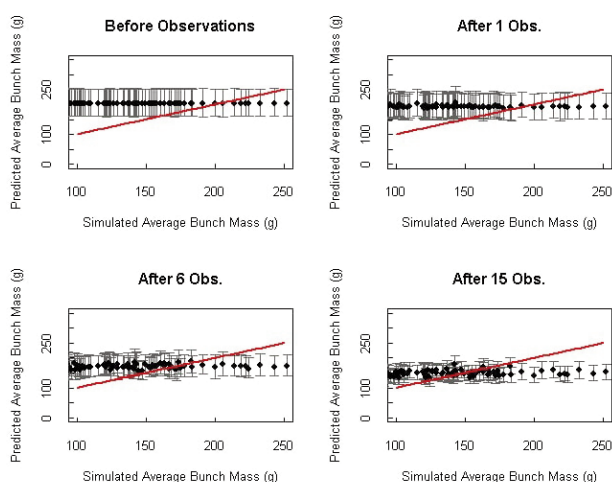 Before Observations
Predicted Average Bunch Mass (g)
250
100
0
100 150 200 250
Simulated Average Bunch Mass (g)
After 1 Obs.
Predicted Average Bunch Mass (g)
250
100
0
100 150 200 250
Simulated Average Bunch Mass (g)
After 6 Obs.
Predicted Average Bunch Mass (g)
250
100
0
100 150 200 250
Simulated Average Bunch Mass (g)
After 15 Obs.
Predicted Average Bunch Mass (g)
250
100
0
100 150 200 250
Simulated Average Bunch Mass (g)